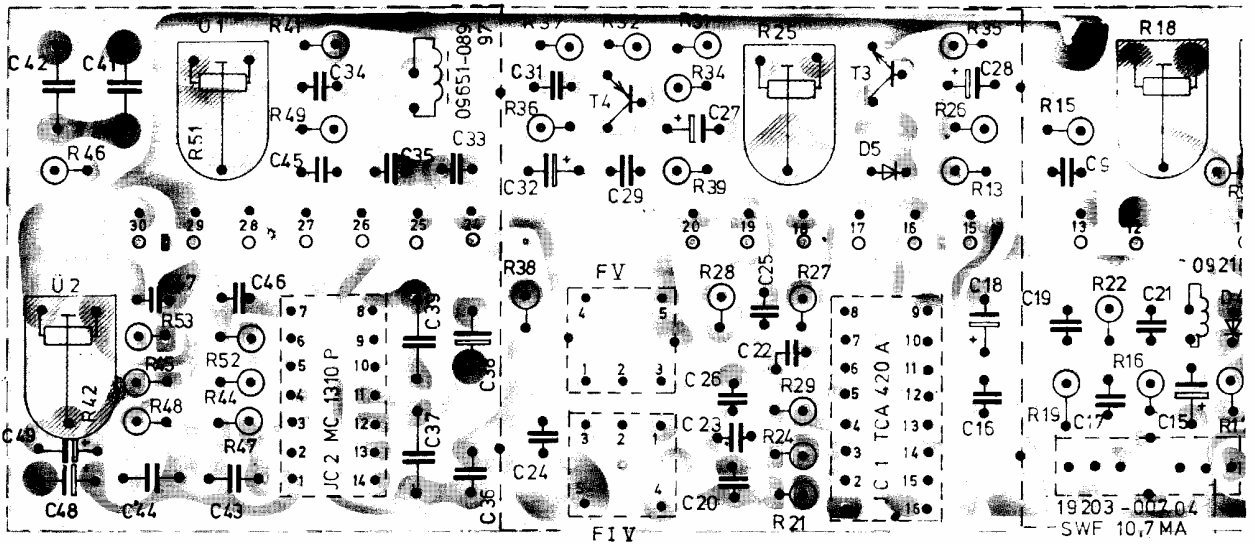 Ü1 R41 09651-089 R37 R32 R31 R25 R35 R18
C42 C41 C34 C31 R34 T3 C28
T4 R15
R51 R49 R36 C27 R26
R46 C45 C35 C33 C32 C29 R39 D5 R13 C9
30 29 28 27 26 25 20 19 18 17 16 15 13 12
Ü2 C46 R38 FV R28 C25 R27 C18 C19 R22 C21
R53 7 8 C39 4 5 8 9
R52 6 9 7 10
C38 C22 R16
R42 R44 5 10 1 2 3 C26 R29 6 11
4 11 5 12
R48 JC 2 MC 1310 P JC 1 TCA 420 A C16 R19 C17 C15
C49 R47 3 12 C37 3 2 1 C23 R24 4 13
2 13 C24 3 14
C48 C44 C43 1 14 C36 4 C20 R21 2 15
16
19203-007.04
FIV SWF 10,7 MA